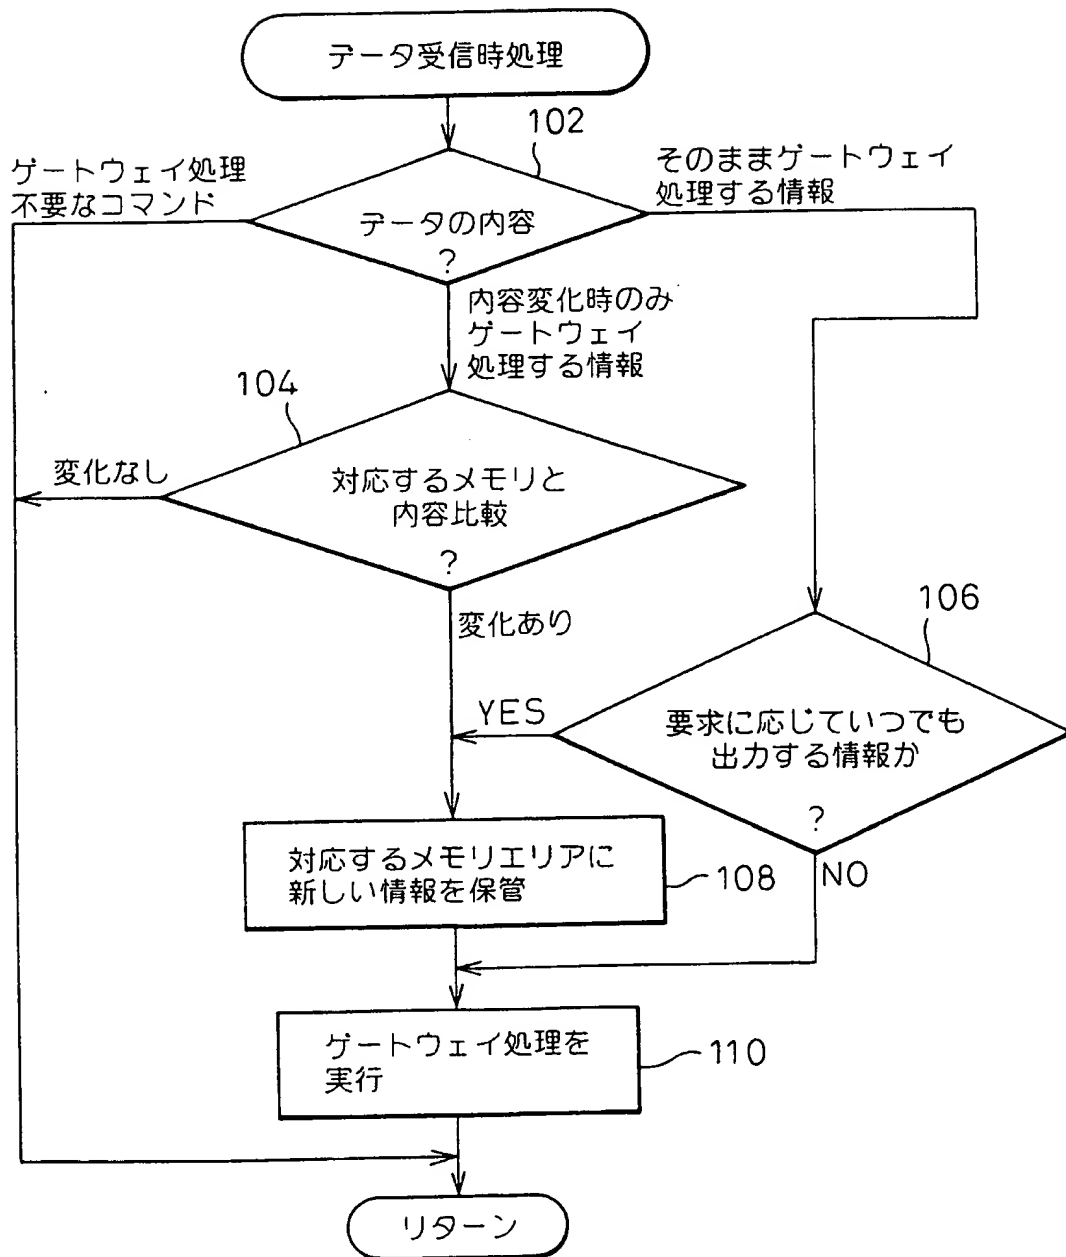 データ受信時処理
102
ゲートウェイ処理
不要なコマンド
そのままゲートウェイ
処理する情報
データの内容
?
内容変化時のみ
ゲートウェイ
処理する情報
104
変化なし
対応するメモリと
内容比較
?
変化あり
106
YES
要求に応じていつでも
出力する情報か
?
NO
対応するメモリエリアに
新しい情報を保管
108
ゲートウェイ処理を
実行
110
リターン